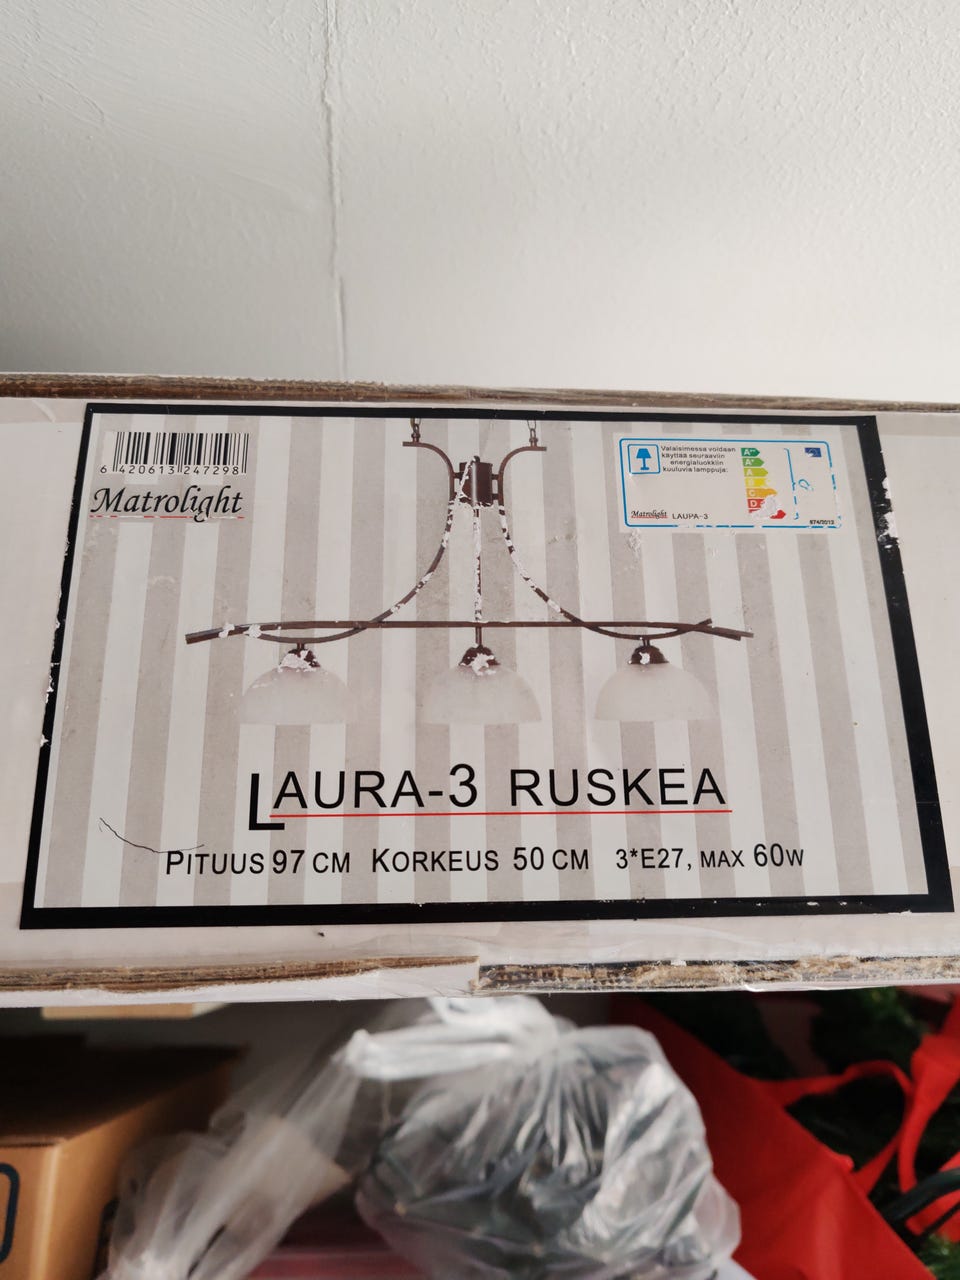 6 420613 247298
Matrolight
Valaisimessa voidaan
käyttää seuraaviin
energialuokkiin
kuuluvia lamppuja:
A++
A+
A
B
C
D
Matrolight LAUPA-3
874/2012
LAURA-3 RUSKEA
PITUUS 97 CM KORKEUS 50 CM 3*E27, MAX 60W